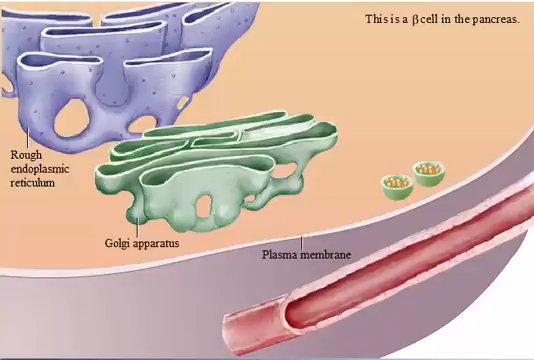 This is a β cell in the pancreas.
Rough
endoplasmic
reticulum
Golgi apparatus
Plasma membrane